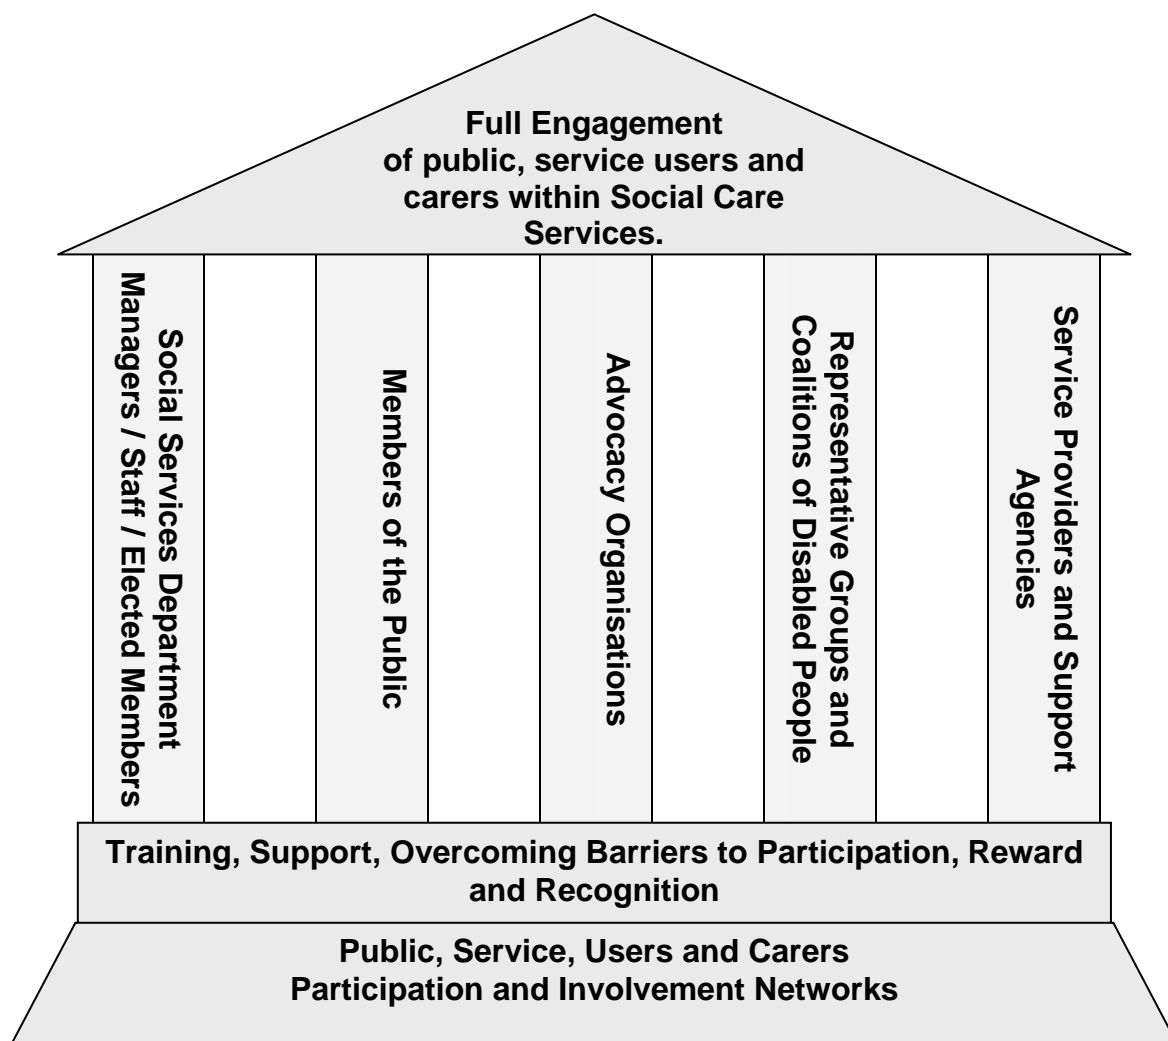 Full Engagement
of public, service users and
carers within Social Care
Services.
Social Services Department
Managers / Staff / Elected Members
Members of the Public
Advocacy Organisations
Representative Groups and
Coalitions of Disabled People
Service Providers and Support
Agencies
Training, Support, Overcoming Barriers to Participation, Reward
and Recognition
Public, Service, Users and Carers
Participation and Involvement Networks